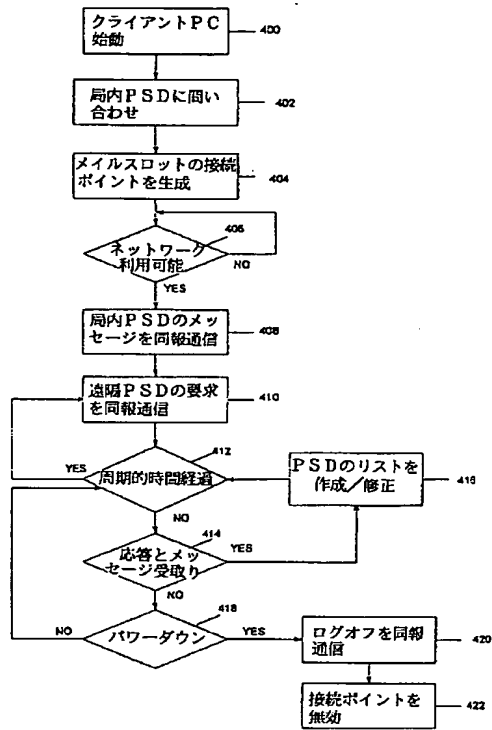 クライアントPC
始動
400
局内PSDに問い
合わせ
402
メイルスロットの接続
ポイントを生成
404
406
ネットワーク
利用可能
NO
YES
局内PSDのメッ
セージを同報通信
408
遠隔PSDの要求
を同報通信
410
412
YES
周期的時間経過
PSDのリストを
作成/修正
416
NO
414
応答とメッ
セージ受取り
YES
NO
418
NO
パワーダウン
YES
ログオフを同報
通信
420
接続ポイントを
無効
422